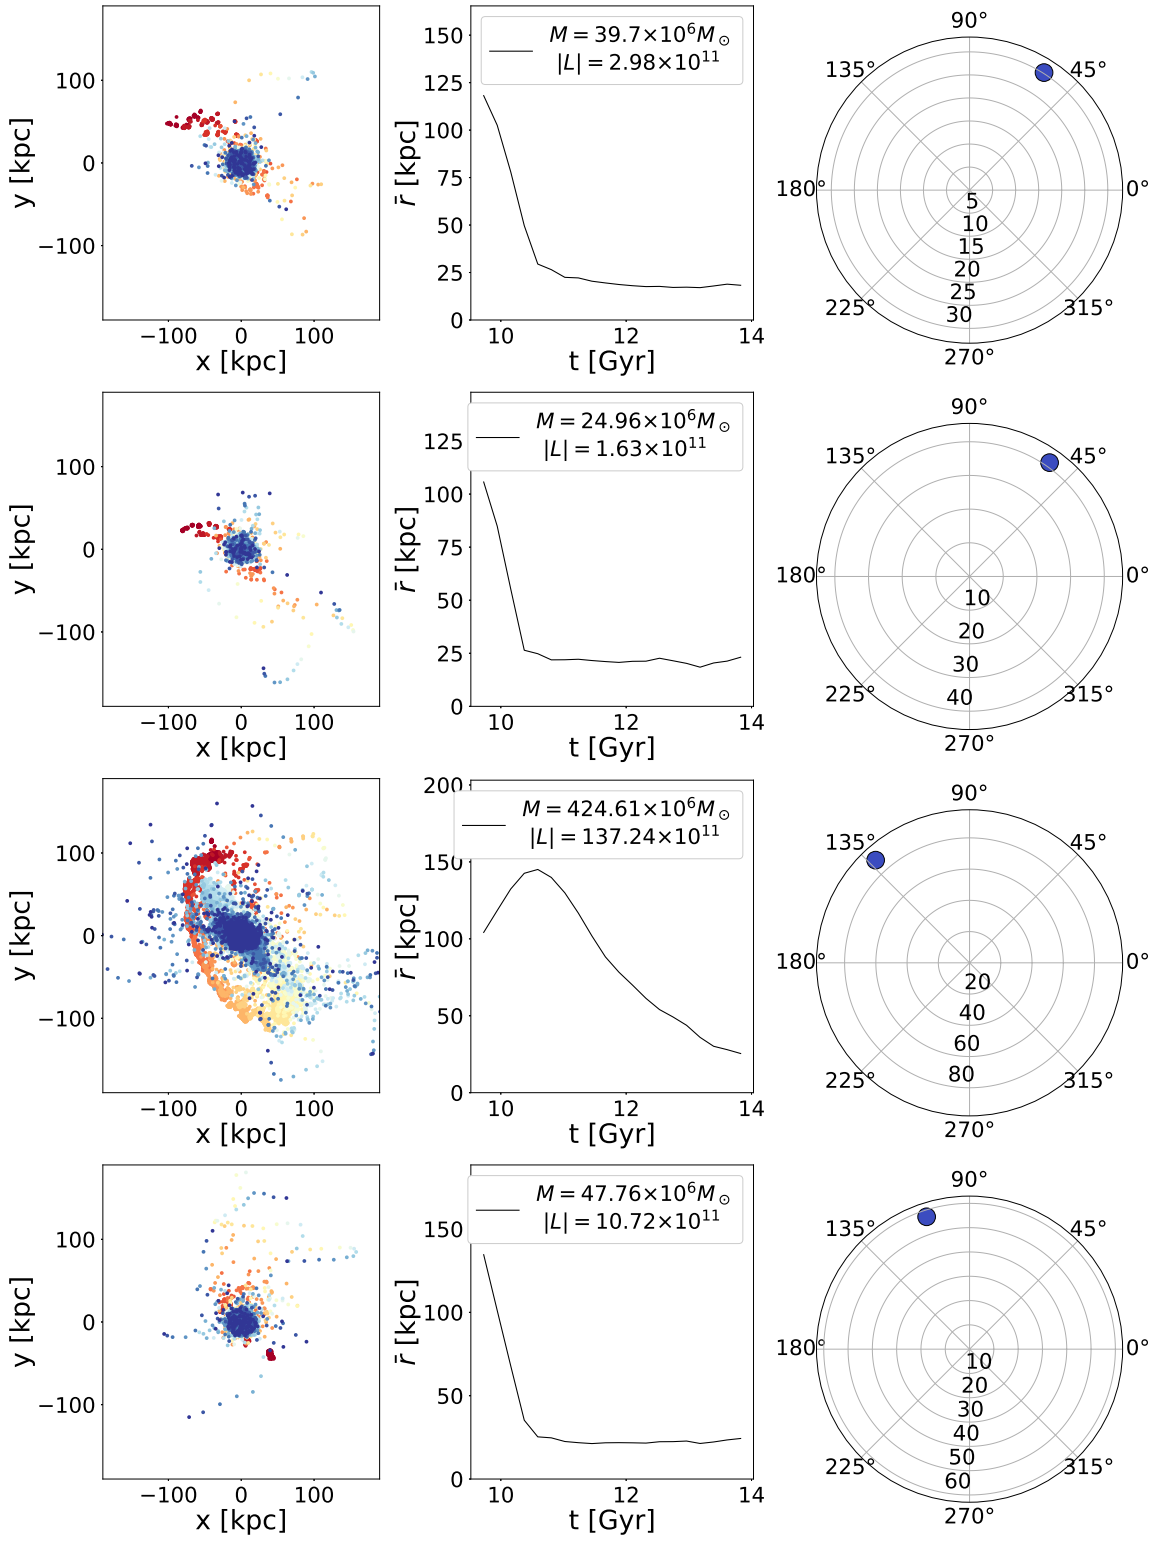 100
0
−100
y [kpc]
−100 0 100
x [kpc]
150
125
100
75
50
25
0
r̄ [kpc]
M = 39.7×10⁶M⊙
|L| = 2.98×10¹¹
10 12 14
t [Gyr]
90°
135° 45°
180° 0°
5
10
15
20
25
30
225° 315°
270°
100
0
−100
y [kpc]
−100 0 100
x [kpc]
125
100
75
50
25
0
r̄ [kpc]
M = 24.96×10⁶M⊙
|L| = 1.63×10¹¹
10 12 14
t [Gyr]
90°
135° 45°
180° 0°
10
20
30
40
225° 315°
270°
100
0
−100
y [kpc]
−100 0 100
x [kpc]
200
150
100
50
0
r̄ [kpc]
M = 424.61×10⁶M⊙
|L| = 137.24×10¹¹
10 12 14
t [Gyr]
90°
135° 45°
180° 0°
20
40
60
80
225° 315°
270°
100
0
−100
y [kpc]
−100 0 100
x [kpc]
150
100
50
0
r̄ [kpc]
M = 47.76×10⁶M⊙
|L| = 10.72×10¹¹
10 12 14
t [Gyr]
90°
135° 45°
180° 0°
10
20
30
40
50
60
225° 315°
270°